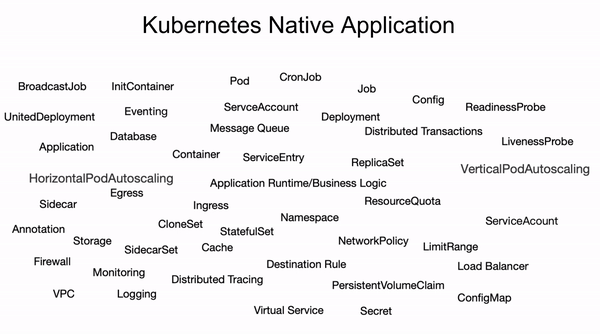 Kubernetes Native Application
Pod
CronJob
BroadcastJob
InitContainer
Job
Config
ReadinessProbe
UnitedDeployment
Eventing
ServceAccount
Deployment
Message Queue
Distributed Transactions
Database
LivenessProbe
Application
Container
ServiceEntry
ReplicaSet
VerticalPodAutoscaling
HorizontalPodAutoscaling
Application Runtime/Business Logic
Egress
Sidecar
Ingress
ResourceQuota
Namespace
ServiceAcount
CloneSet
Annotation
StatefulSet
Storage
SidecarSet
Cache
NetworkPolicy
LimitRange
Firewall
Monitoring
Distributed Tracing
Destination Rule
Load Balancer
PersistentVolumeClaim
VPC
Logging
ConfigMap
Virtual Service
Secret